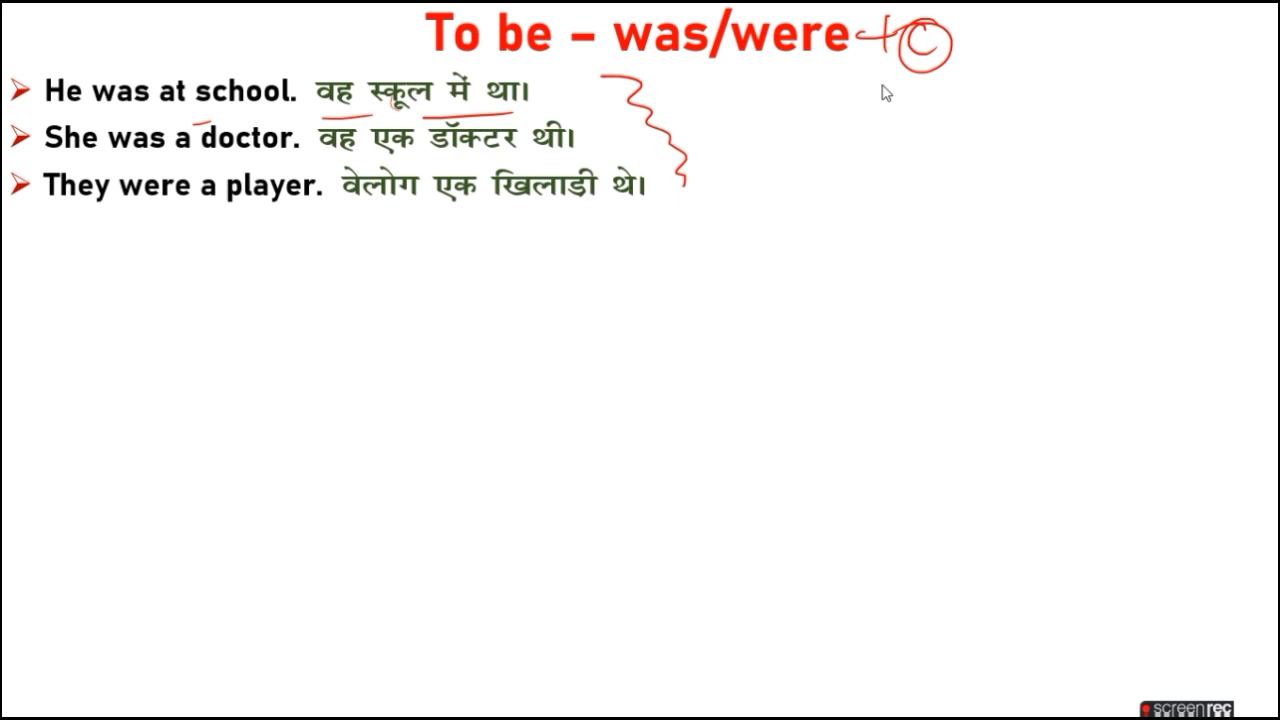 To be – was/were + C
He was at school. वह स्कूल में था।
She was a doctor. वह एक डॉक्टर थी।
They were a player. वेलोग एक खिलाडी थे।
screenrec